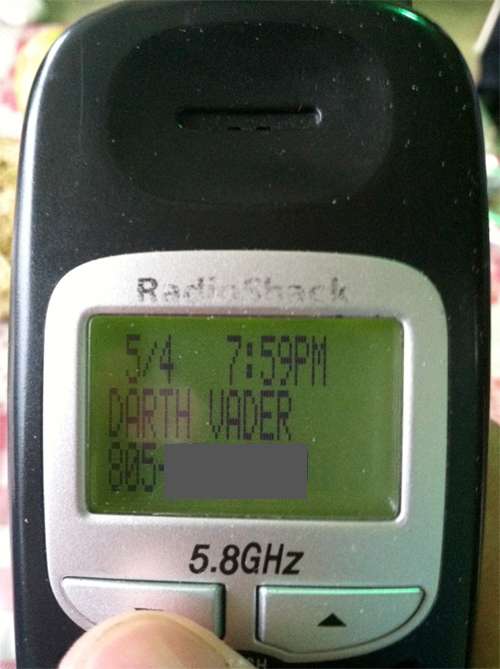 RadioShack
5/4 7:59PM
DARTH VADER
805-
5.8GHz